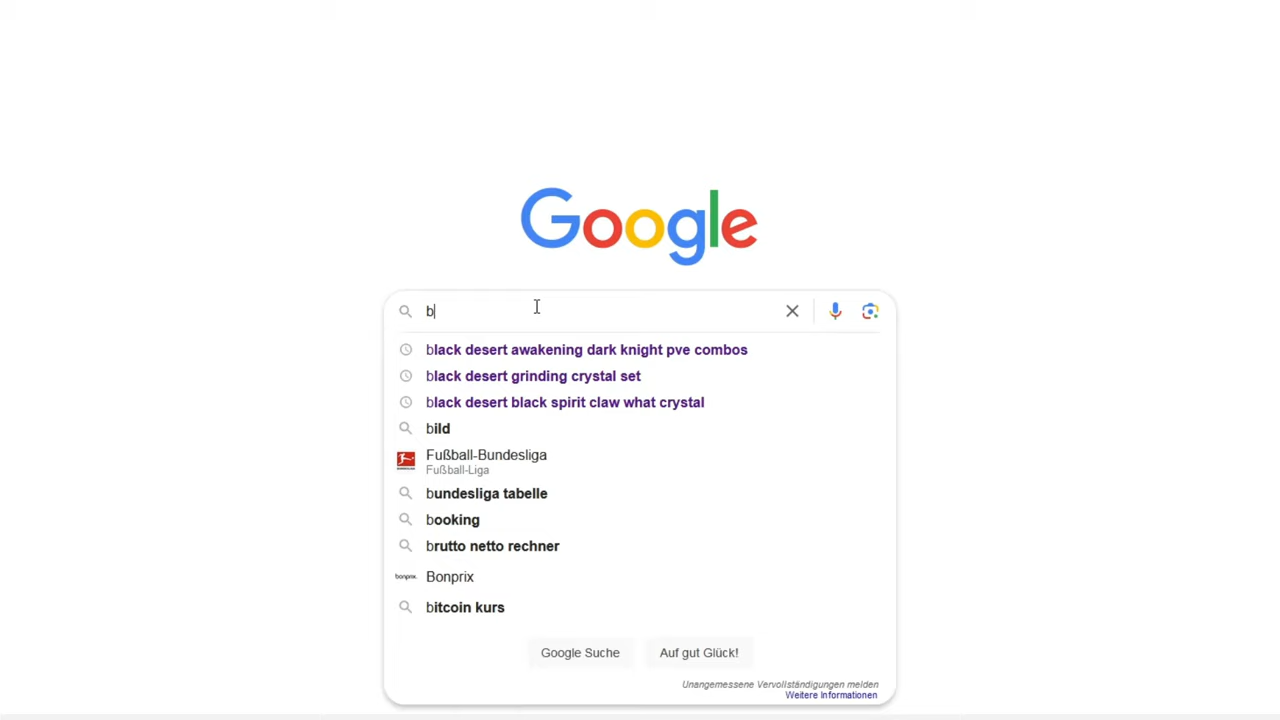 Google
b
black desert awakening dark knight pve combos
black desert grinding crystal set
black desert black spirit claw what crystal
bild
Fußball-Bundesliga
Fußball-Liga
bundesliga tabelle
booking
brutto netto rechner
bonprix Bonprix
bitcoin kurs
Google Suche Auf gut Glück!
Unangemessene Vervollständigungen melden
Weitere Informationen